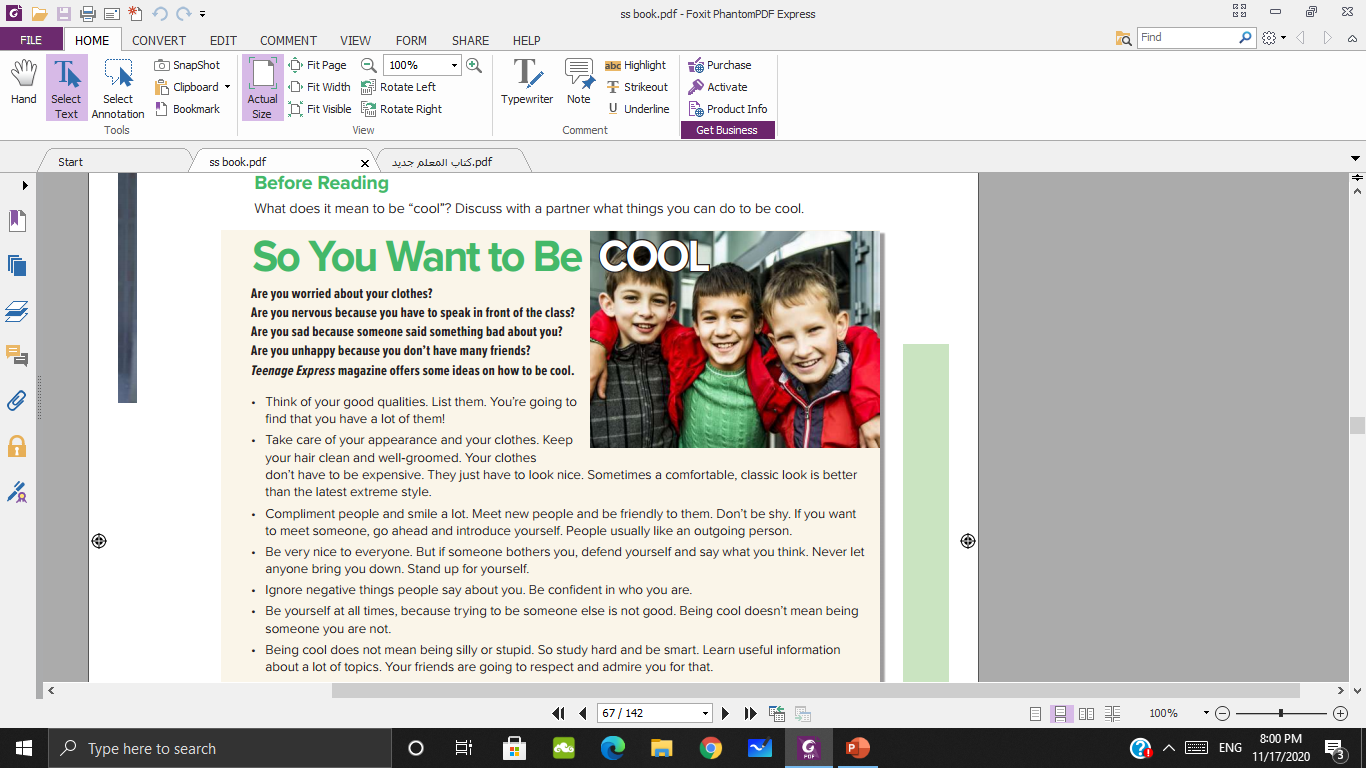 ss book.pdf - Foxit PhantomPDF Express
FILE HOME CONVERT EDIT COMMENT VIEW FORM SHARE HELP
Find
Hand
Select Text
Select Annotation
SnapShot
Clipboard
Bookmark
Tools
Actual Size
Fit Page
Fit Width
Fit Visible
100%
Rotate Left
Rotate Right
View
Typewriter
Note
abc Highlight
T Strikeout
U Underline
Comment
Purchase
Activate
Product Info
Get Business
Start
ss book.pdf
كتاب المعلم جديد.pdf
Before Reading
What does it mean to be “cool”? Discuss with a partner what things you can do to be cool.
So You Want to Be COOL
Are you worried about your clothes?
Are you nervous because you have to speak in front of the class?
Are you sad because someone said something bad about you?
Are you unhappy because you don’t have many friends?
Teenage Express magazine offers some ideas on how to be cool.
• Think of your good qualities. List them. You’re going to
find that you have a lot of them!
• Take care of your appearance and your clothes. Keep
your hair clean and well-groomed. Your clothes
don’t have to be expensive. They just have to look nice. Sometimes a comfortable, classic look is better
than the latest extreme style.
• Compliment people and smile a lot. Meet new people and be friendly to them. Don’t be shy. If you want
to meet someone, go ahead and introduce yourself. People usually like an outgoing person.
• Be very nice to everyone. But if someone bothers you, defend yourself and say what you think. Never let
anyone bring you down. Stand up for yourself.
• Ignore negative things people say about you. Be confident in who you are.
• Be yourself at all times, because trying to be someone else is not good. Being cool doesn’t mean being
someone you are not.
• Being cool does not mean being silly or stupid. So study hard and be smart. Learn useful information
about a lot of topics. Your friends are going to respect and admire you for that.
67 / 142
100%
Type here to search
ENG
8:00 PM
11/17/2020
3